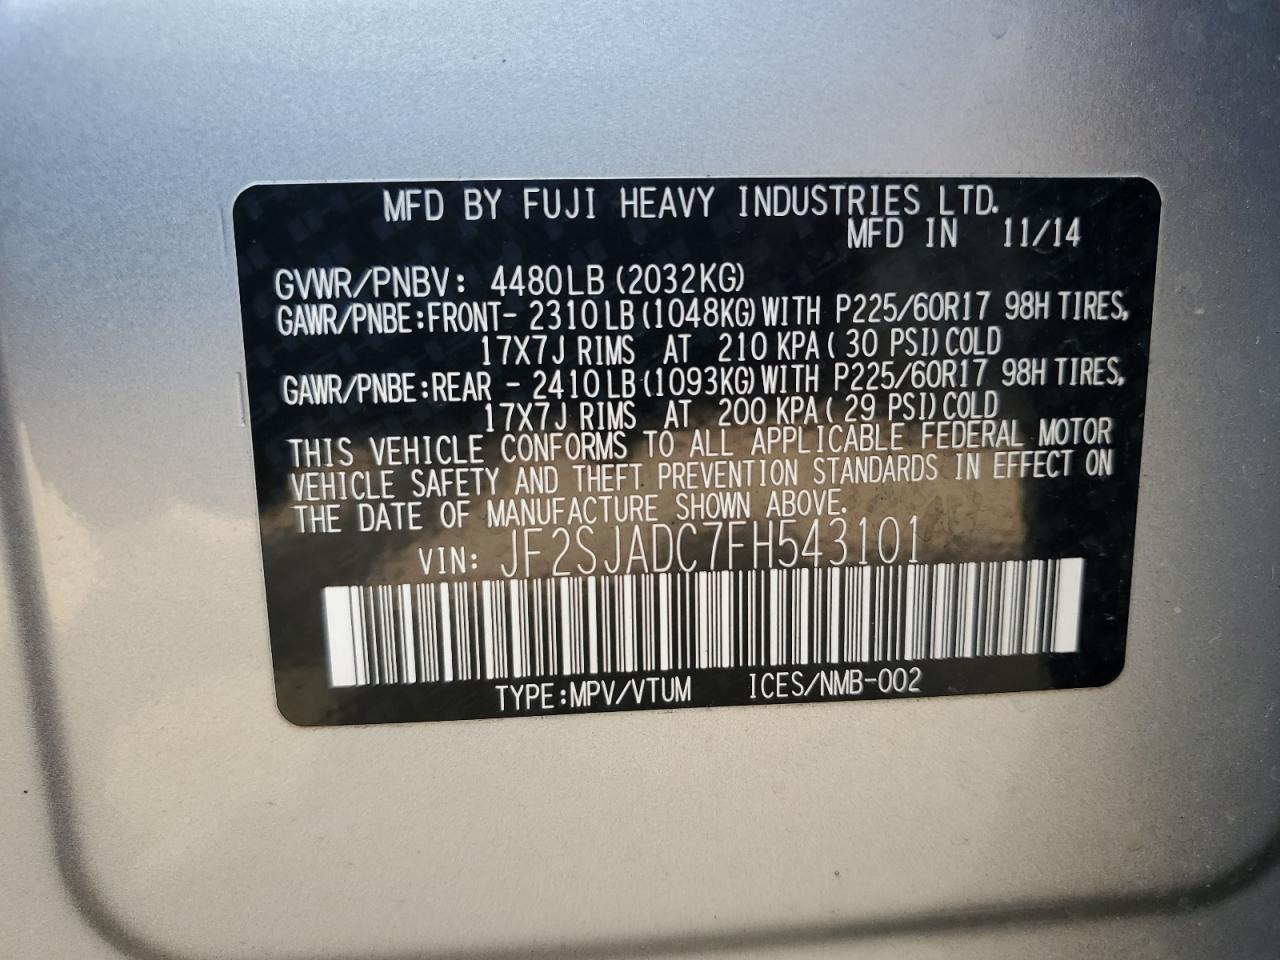 MFD BY FUJI HEAVY INDUSTRIES LTD.
MFD IN 11/14
GVWR/PNBV: 4480LB (2032KG)
GAWR/PNBE:FRONT- 2310LB (1048KG) WITH P225/60R17 98H TIRES,
17X7J RIMS AT 210 KPA ( 30 PSI) COLD
GAWR/PNBE:REAR - 2410LB (1093KG) WITH P225/60R17 98H TIRES,
17X7J RIMS AT 200 KPA ( 29 PSI) COLD
THIS VEHICLE CONFORMS TO ALL APPLICABLE FEDERAL MOTOR
VEHICLE SAFETY AND THEFT PREVENTION STANDARDS IN EFFECT ON
THE DATE OF MANUFACTURE SHOWN ABOVE.
VIN: JF2SJADC7FH543101
TYPE:MPV/VTUM ICES/NMB-002